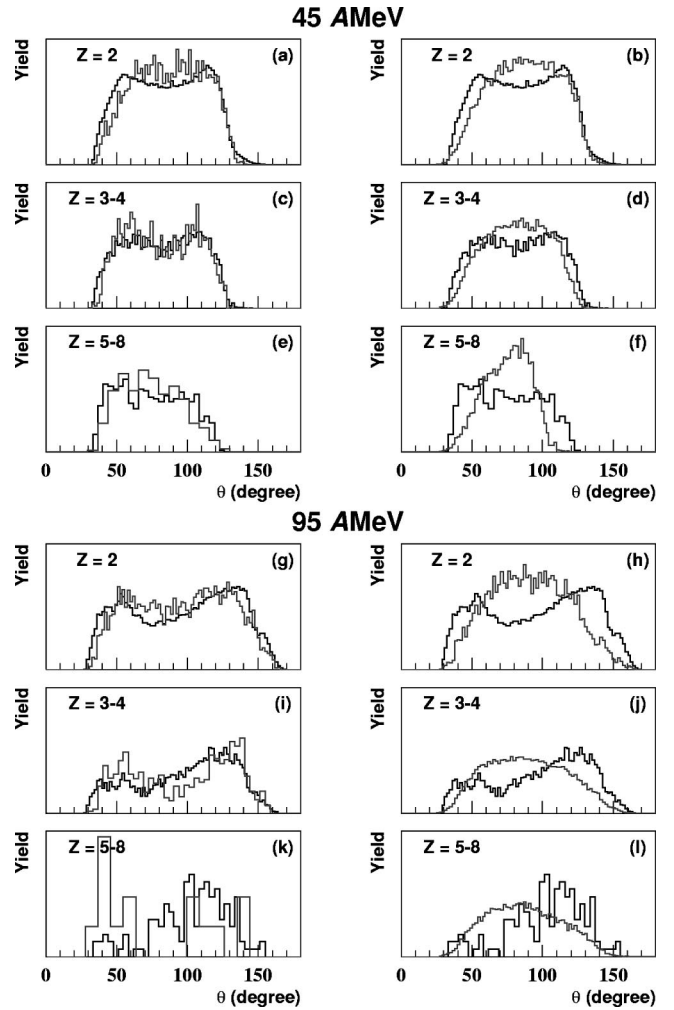 45 AMeV
Yield Z = 2 (a) Yield Z = 2 (b)
Yield Z = 3-4 (c) Yield Z = 3-4 (d)
Yield Z = 5-8 (e) Yield Z = 5-8 (f)
0 50 100 150 0 50 100 150
θ (degree) θ (degree)
95 AMeV
Yield Z = 2 (g) Yield Z = 2 (h)
Yield Z = 3-4 (i) Yield Z = 3-4 (j)
Yield Z = 5-8 (k) Yield Z = 5-8 (l)
0 50 100 150 0 50 100 150
θ (degree) θ (degree)